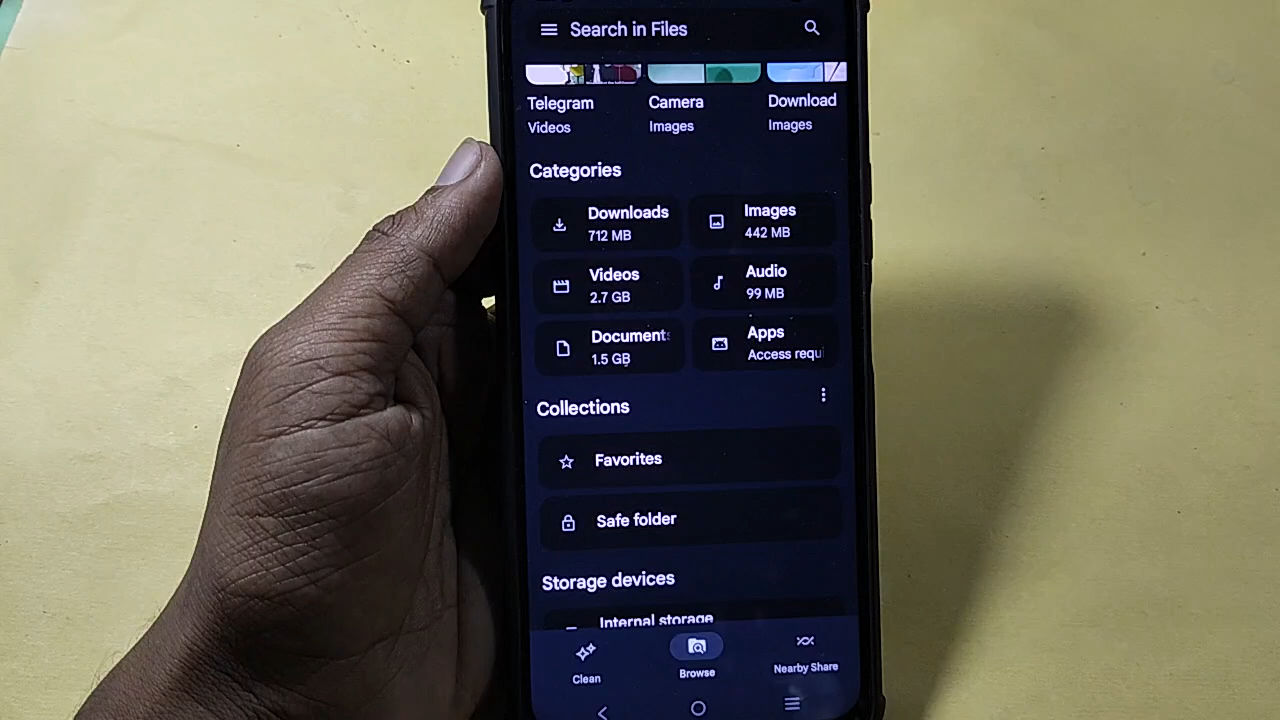 Search in Files
Telegram
Videos
Camera
Images
Download
Images
Categories
Downloads
712 MB
Images
442 MB
Videos
2.7 GB
Audio
99 MB
Document
1.5 GB
Apps
Access requi
Collections
Favorites
Safe folder
Storage devices
Internal storage
Clean
Browse
Nearby Share